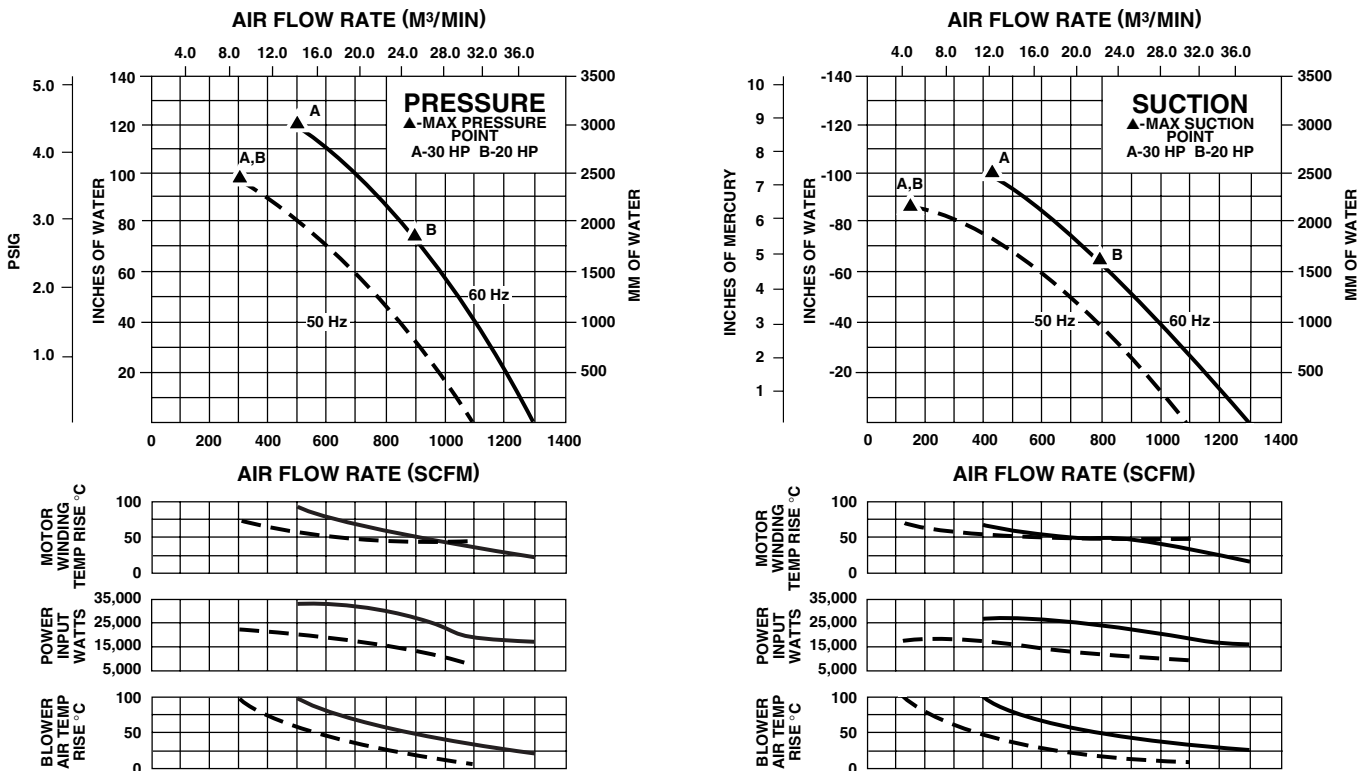 AIR FLOW RATE (M³/MIN)
4.0 8.0 12.0 16.0 20.0 24.0 28.0 32.0 36.0
PSIG
5.0
4.0
3.0
2.0
1.0
INCHES OF WATER
140
120
100
80
60
40
20
PRESSURE
▲-MAX PRESSURE
POINT
A-30 HP B-20 HP
A
A,B
B
60 Hz
50 Hz
3500
3000
2500
2000
1500
1000
500
MM OF WATER
0 200 400 600 800 1000 1200 1400
AIR FLOW RATE (SCFM)
MOTOR
WINDING
TEMP RISE °C
100
50
0
POWER
INPUT
WATTS
35,000
25,000
15,000
5,000
BLOWER
AIR TEMP
RISE °C
100
50
0
AIR FLOW RATE (M³/MIN)
4.0 8.0 12.0 16.0 20.0 24.0 28.0 32.0 36.0
INCHES OF MERCURY
10
9
8
7
6
5
4
3
2
1
INCHES OF WATER
-140
-120
-100
-80
-60
-40
-20
SUCTION
▲-MAX SUCTION
POINT
A-30 HP B-20 HP
A
A,B
B
50 Hz
60 Hz
3500
3000
2500
2000
1500
1000
500
MM OF WATER
0 200 400 600 800 1000 1200 1400
AIR FLOW RATE (SCFM)
MOTOR
WINDING
TEMP RISE °C
100
50
0
POWER
INPUT
WATTS
35,000
25,000
15,000
5,000
BLOWER
AIR TEMP
RISE °C
100
50
0